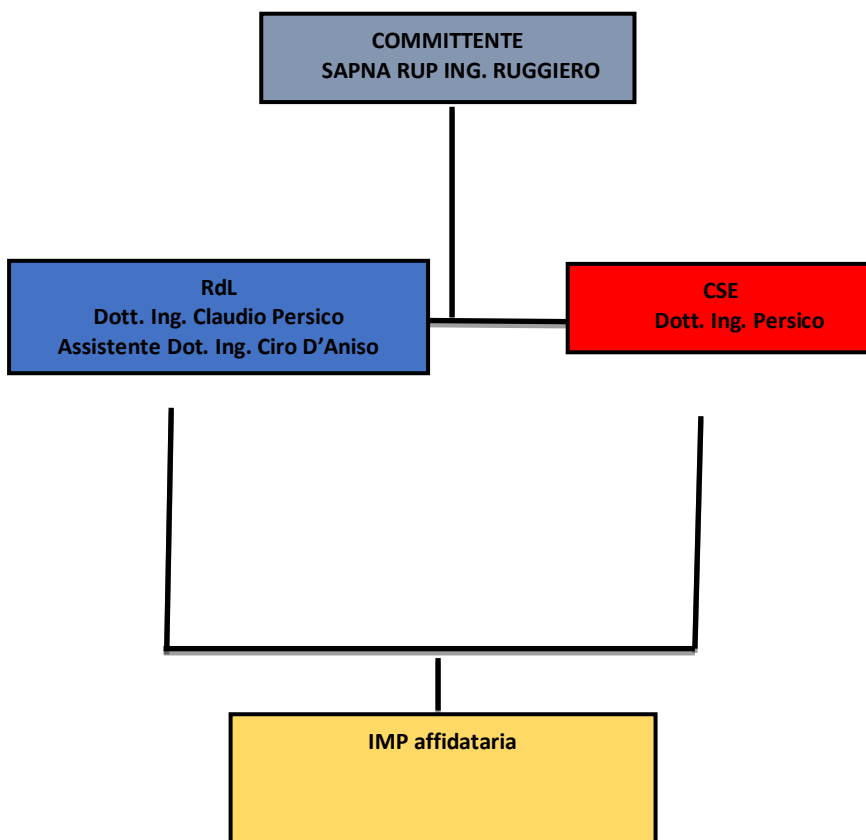 COMMITTENTE
SAPNA RUP ING. RUGGIERO
RdL
Dott. Ing. Claudio Persico
Assistente Dot. Ing. Ciro D’Aniso
CSE
Dott. Ing. Persico
IMP affidataria